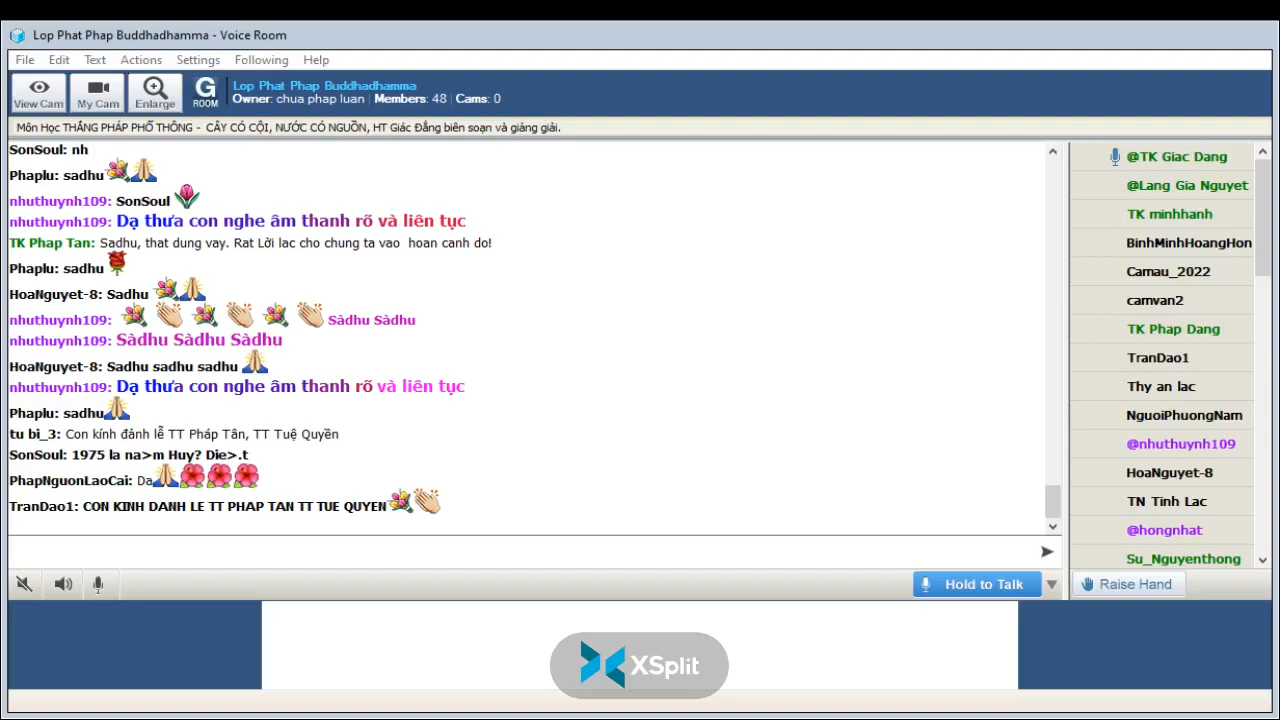 Lop Phat Phap Buddhadhamma - Voice Room
File Edit Text Actions Settings Following Help
View Cam My Cam Enlarge G ROOM
Lop Phat Phap Buddhadhamma
Owner: chua phap luan | Members: 48 | Cams: 0
Môn Học THẮNG PHÁP PHỔ THÔNG - CÂY CÓ CỘI, NƯỚC CÓ NGUỒN, HT Giác Đẳng biên soạn và giảng giải.
SonSoul: nh
Phaplu: sadhu
nhuthuynh109: SonSoul
nhuthuynh109: Dạ thưa con nghe âm thanh rõ và liên tục
TK Phap Tan: Sadhu, that dung vay. Rat Lời lac cho chung ta vao hoan canh do!
Phaplu: sadhu
HoaNguyet-8: Sadhu
nhuthuynh109: Sàdhu Sàdhu
nhuthuynh109: Sàdhu Sàdhu Sàdhu
HoaNguyet-8: Sadhu sadhu sadhu
nhuthuynh109: Dạ thưa con nghe âm thanh rõ và liên tục
Phaplu: sadhu
tu bi_3: Con kính đảnh lễ TT Pháp Tân, TT Tuệ Quyền
SonSoul: 1975 la na>m Huy? Die>.t
PhapNguonLaoCai: Da
TranDao1: CON KINH DANH LE TT PHAP TAN TT TUE QUYEN
@TK Giac Dang
@Lang Gia Nguyet
TK minhhanh
BinhMinhHoangHon
Camau_2022
camvan2
TK Phap Dang
TranDao1
Thy an lac
NguoiPhuongNam
@nhuthuynh109
HoaNguyet-8
TN Tinh Lac
@hongnhat
Su_Nguyenthong
Hold to Talk
Raise Hand
XSplit